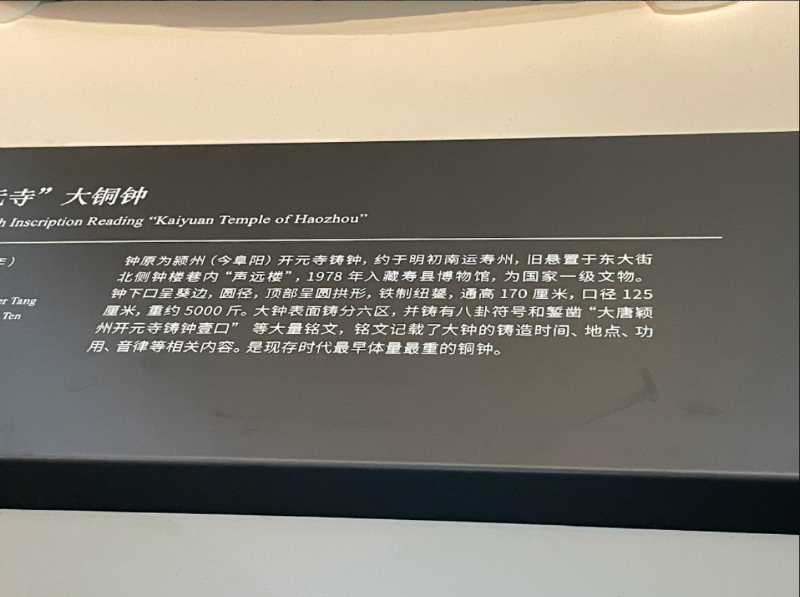 元寺”大铜钟
h Inscription Reading “Kaiyuan Temple of Haozhou”
年）
er Tang
Ten
钟原为颍州（今阜阳）开元寺铸钟，约于明初南运寿州，旧悬置于东大街
北侧钟楼巷内“声远楼”，1978 年入藏寿县博物馆，为国家一级文物。
钟下口呈葵边，圆径，顶部呈圆拱形，铁制纽鋬，通高 170 厘米，口径 125
厘米，重约 5000 斤。大钟表面铸分六区，并铸有八卦符号和錾凿“大唐颖
州开元寺铸钟壹口” 等大量铭文，铭文记载了大钟的铸造时间、地点、功
用、音律等相关内容。是现存时代最早体量最重的铜钟。